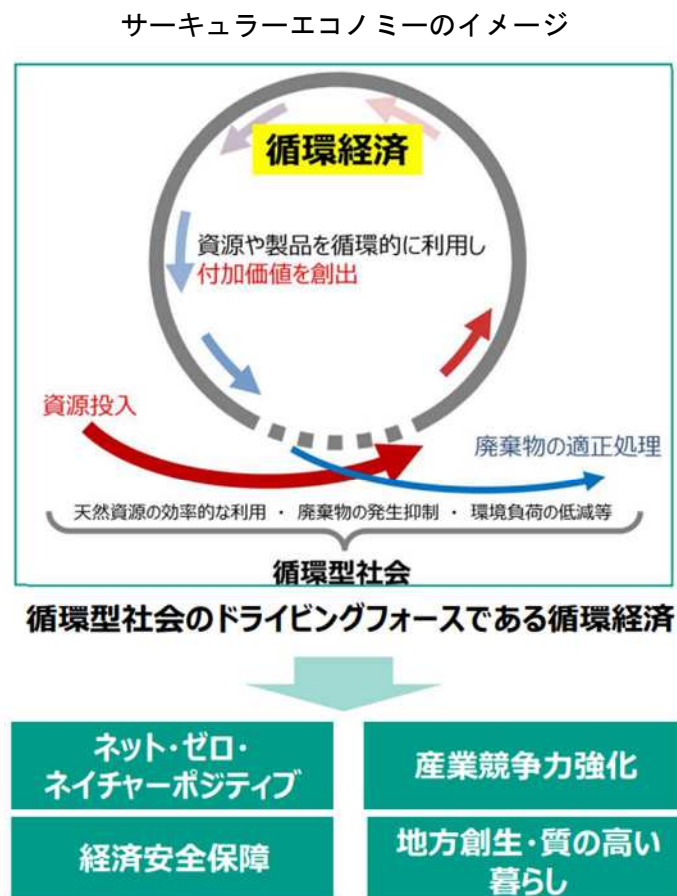 サーキュラーエコノミーのイメージ
循環経済
資源や製品を循環的に利用し
付加価値を創出
資源投入
廃棄物の適正処理
天然資源の効率的な利用 ・ 廃棄物の発生抑制 ・ 環境負荷の低減等
循環型社会
循環型社会のドライビングフォースである循環経済
ネット・ゼロ・
ネイチャーポジティブ
産業競争力強化
経済安全保障
地方創生・質の高い
暮らし